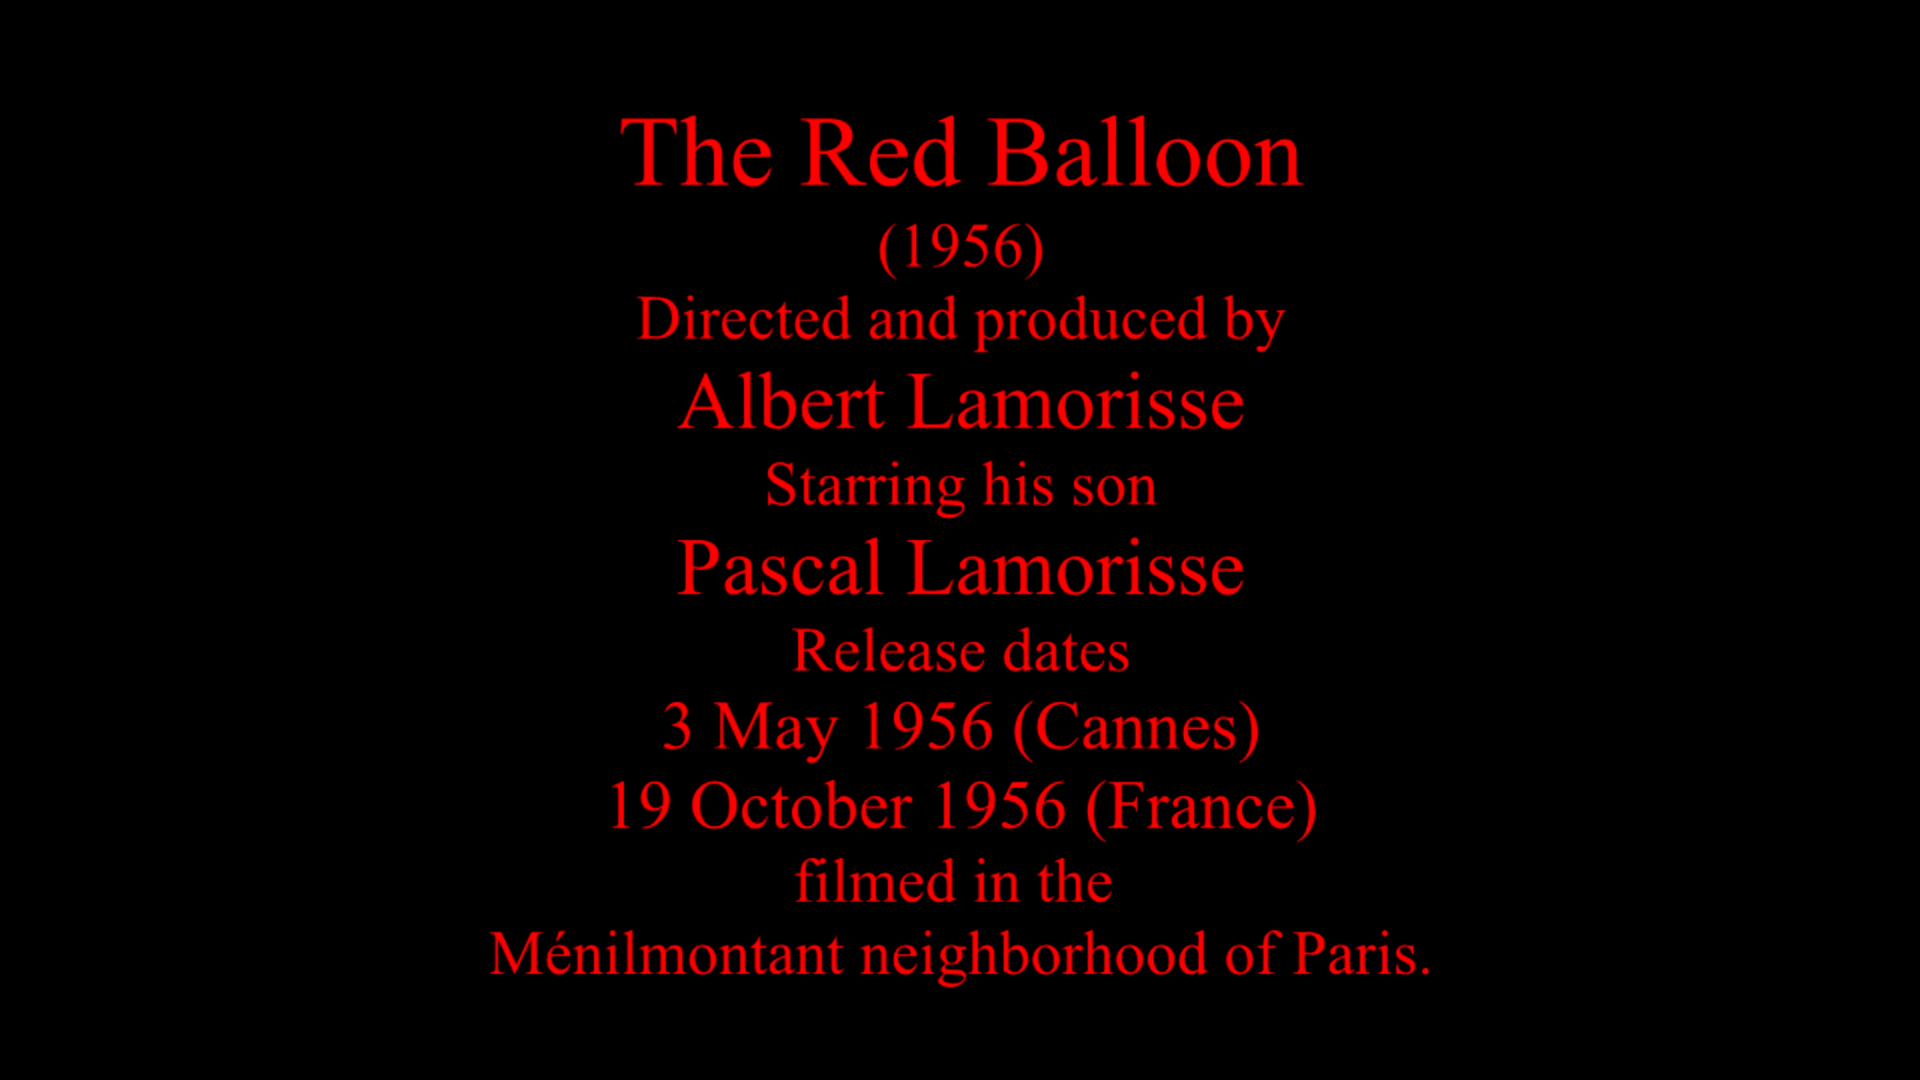 The Red Balloon
(1956)
Directed and produced by
Albert Lamorisse
Starring his son
Pascal Lamorisse
Release dates
3 May 1956 (Cannes)
19 October 1956 (France)
filmed in the
Ménilmontant neighborhood of Paris.